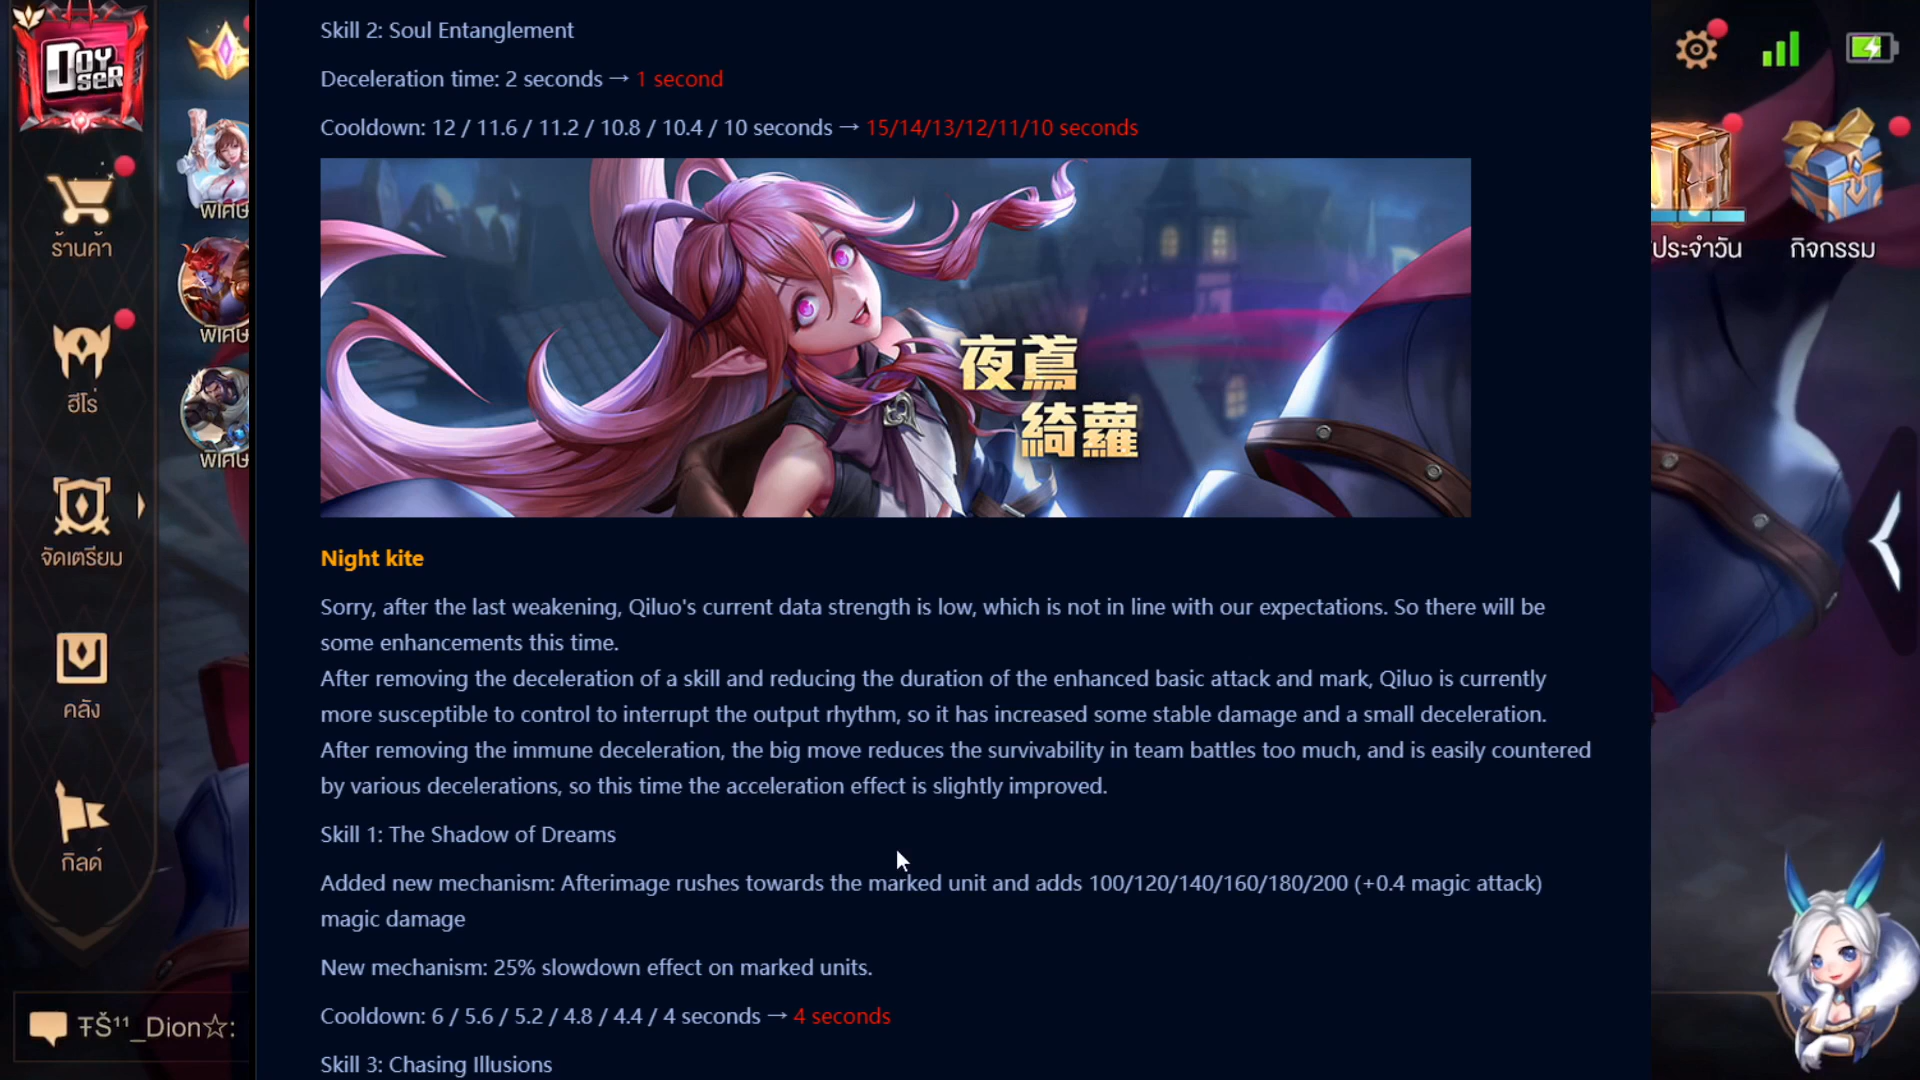 Skill 2: Soul Entanglement
Deceleration time: 2 seconds → 1 second
Cooldown: 12 / 11.6 / 11.2 / 10.8 / 10.4 / 10 seconds → 15/14/13/12/11/10 seconds
DOY
SER
พิเศษ
ร้านค้า
พิเศษ
ฮีโร่
พิเศษ
จัดเตรียม
คลัง
กิลด์
ŦŠ¹¹_Dion☆:
ประจำวัน
กิจกรรม
夜鳶
綺蘿
Night kite
Sorry, after the last weakening, Qiluo's current data strength is low, which is not in line with our expectations. So there will be
some enhancements this time.
After removing the deceleration of a skill and reducing the duration of the enhanced basic attack and mark, Qiluo is currently
more susceptible to control to interrupt the output rhythm, so it has increased some stable damage and a small deceleration.
After removing the immune deceleration, the big move reduces the survivability in team battles too much, and is easily countered
by various decelerations, so this time the acceleration effect is slightly improved.
Skill 1: The Shadow of Dreams
Added new mechanism: Afterimage rushes towards the marked unit and adds 100/120/140/160/180/200 (+0.4 magic attack)
magic damage
New mechanism: 25% slowdown effect on marked units.
Cooldown: 6 / 5.6 / 5.2 / 4.8 / 4.4 / 4 seconds → 4 seconds
Skill 3: Chasing Illusions